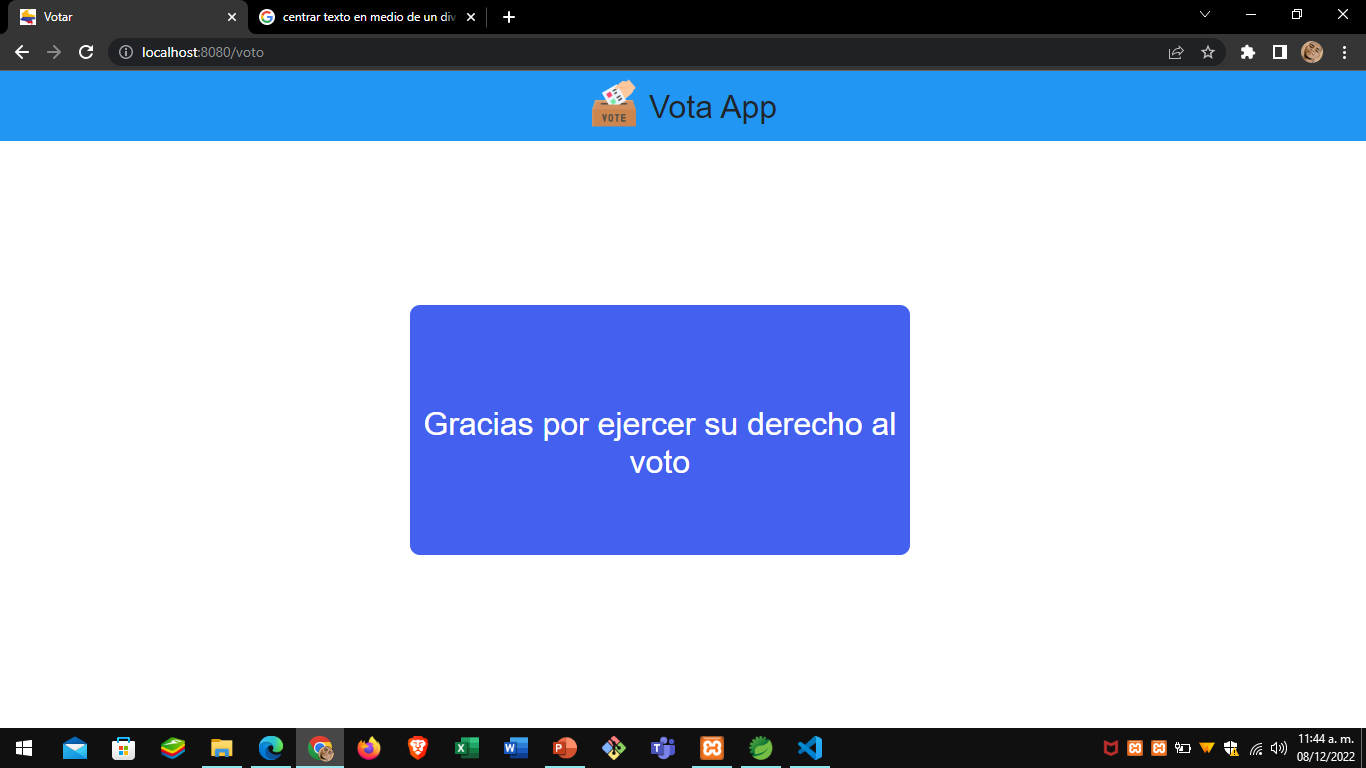 Votar
centrar texto en medio de un div
localhost:8080/voto
VOTE
Vota App
Gracias por ejercer su derecho al
voto
11:44 a. m.
08/12/2022